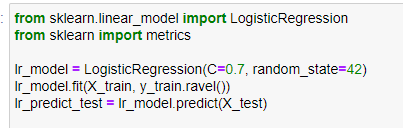 :
from sklearn.linear_model import LogisticRegression
from sklearn import metrics
lr_model = LogisticRegression(C=0.7, random_state=42)
lr_model.fit(X_train, y_train.ravel())
lr_predict_test = lr_model.predict(X_test)